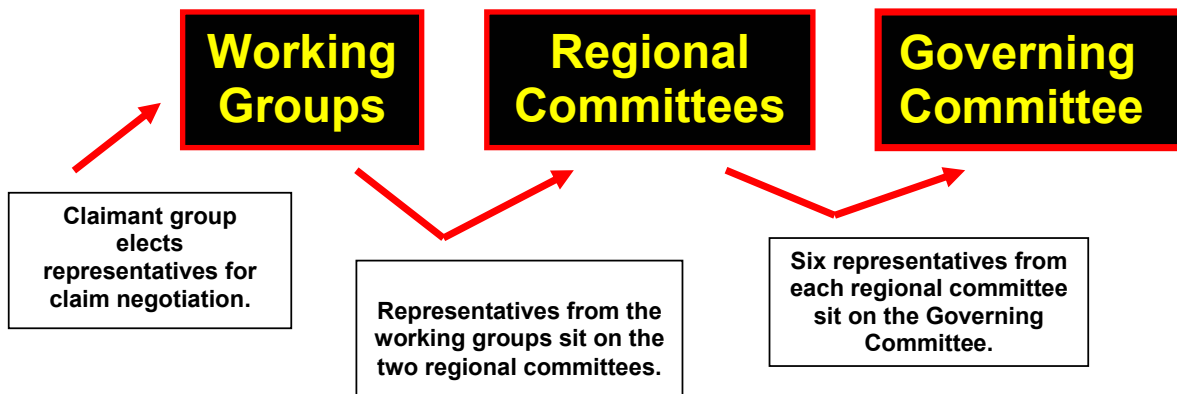 Working
Groups
Regional
Committees
Governing
Committee
Claimant group
elects
representatives for
claim negotiation.
Representatives from the
working groups sit on the
two regional committees.
Six representatives from
each regional committee
sit on the Governing
Committee.